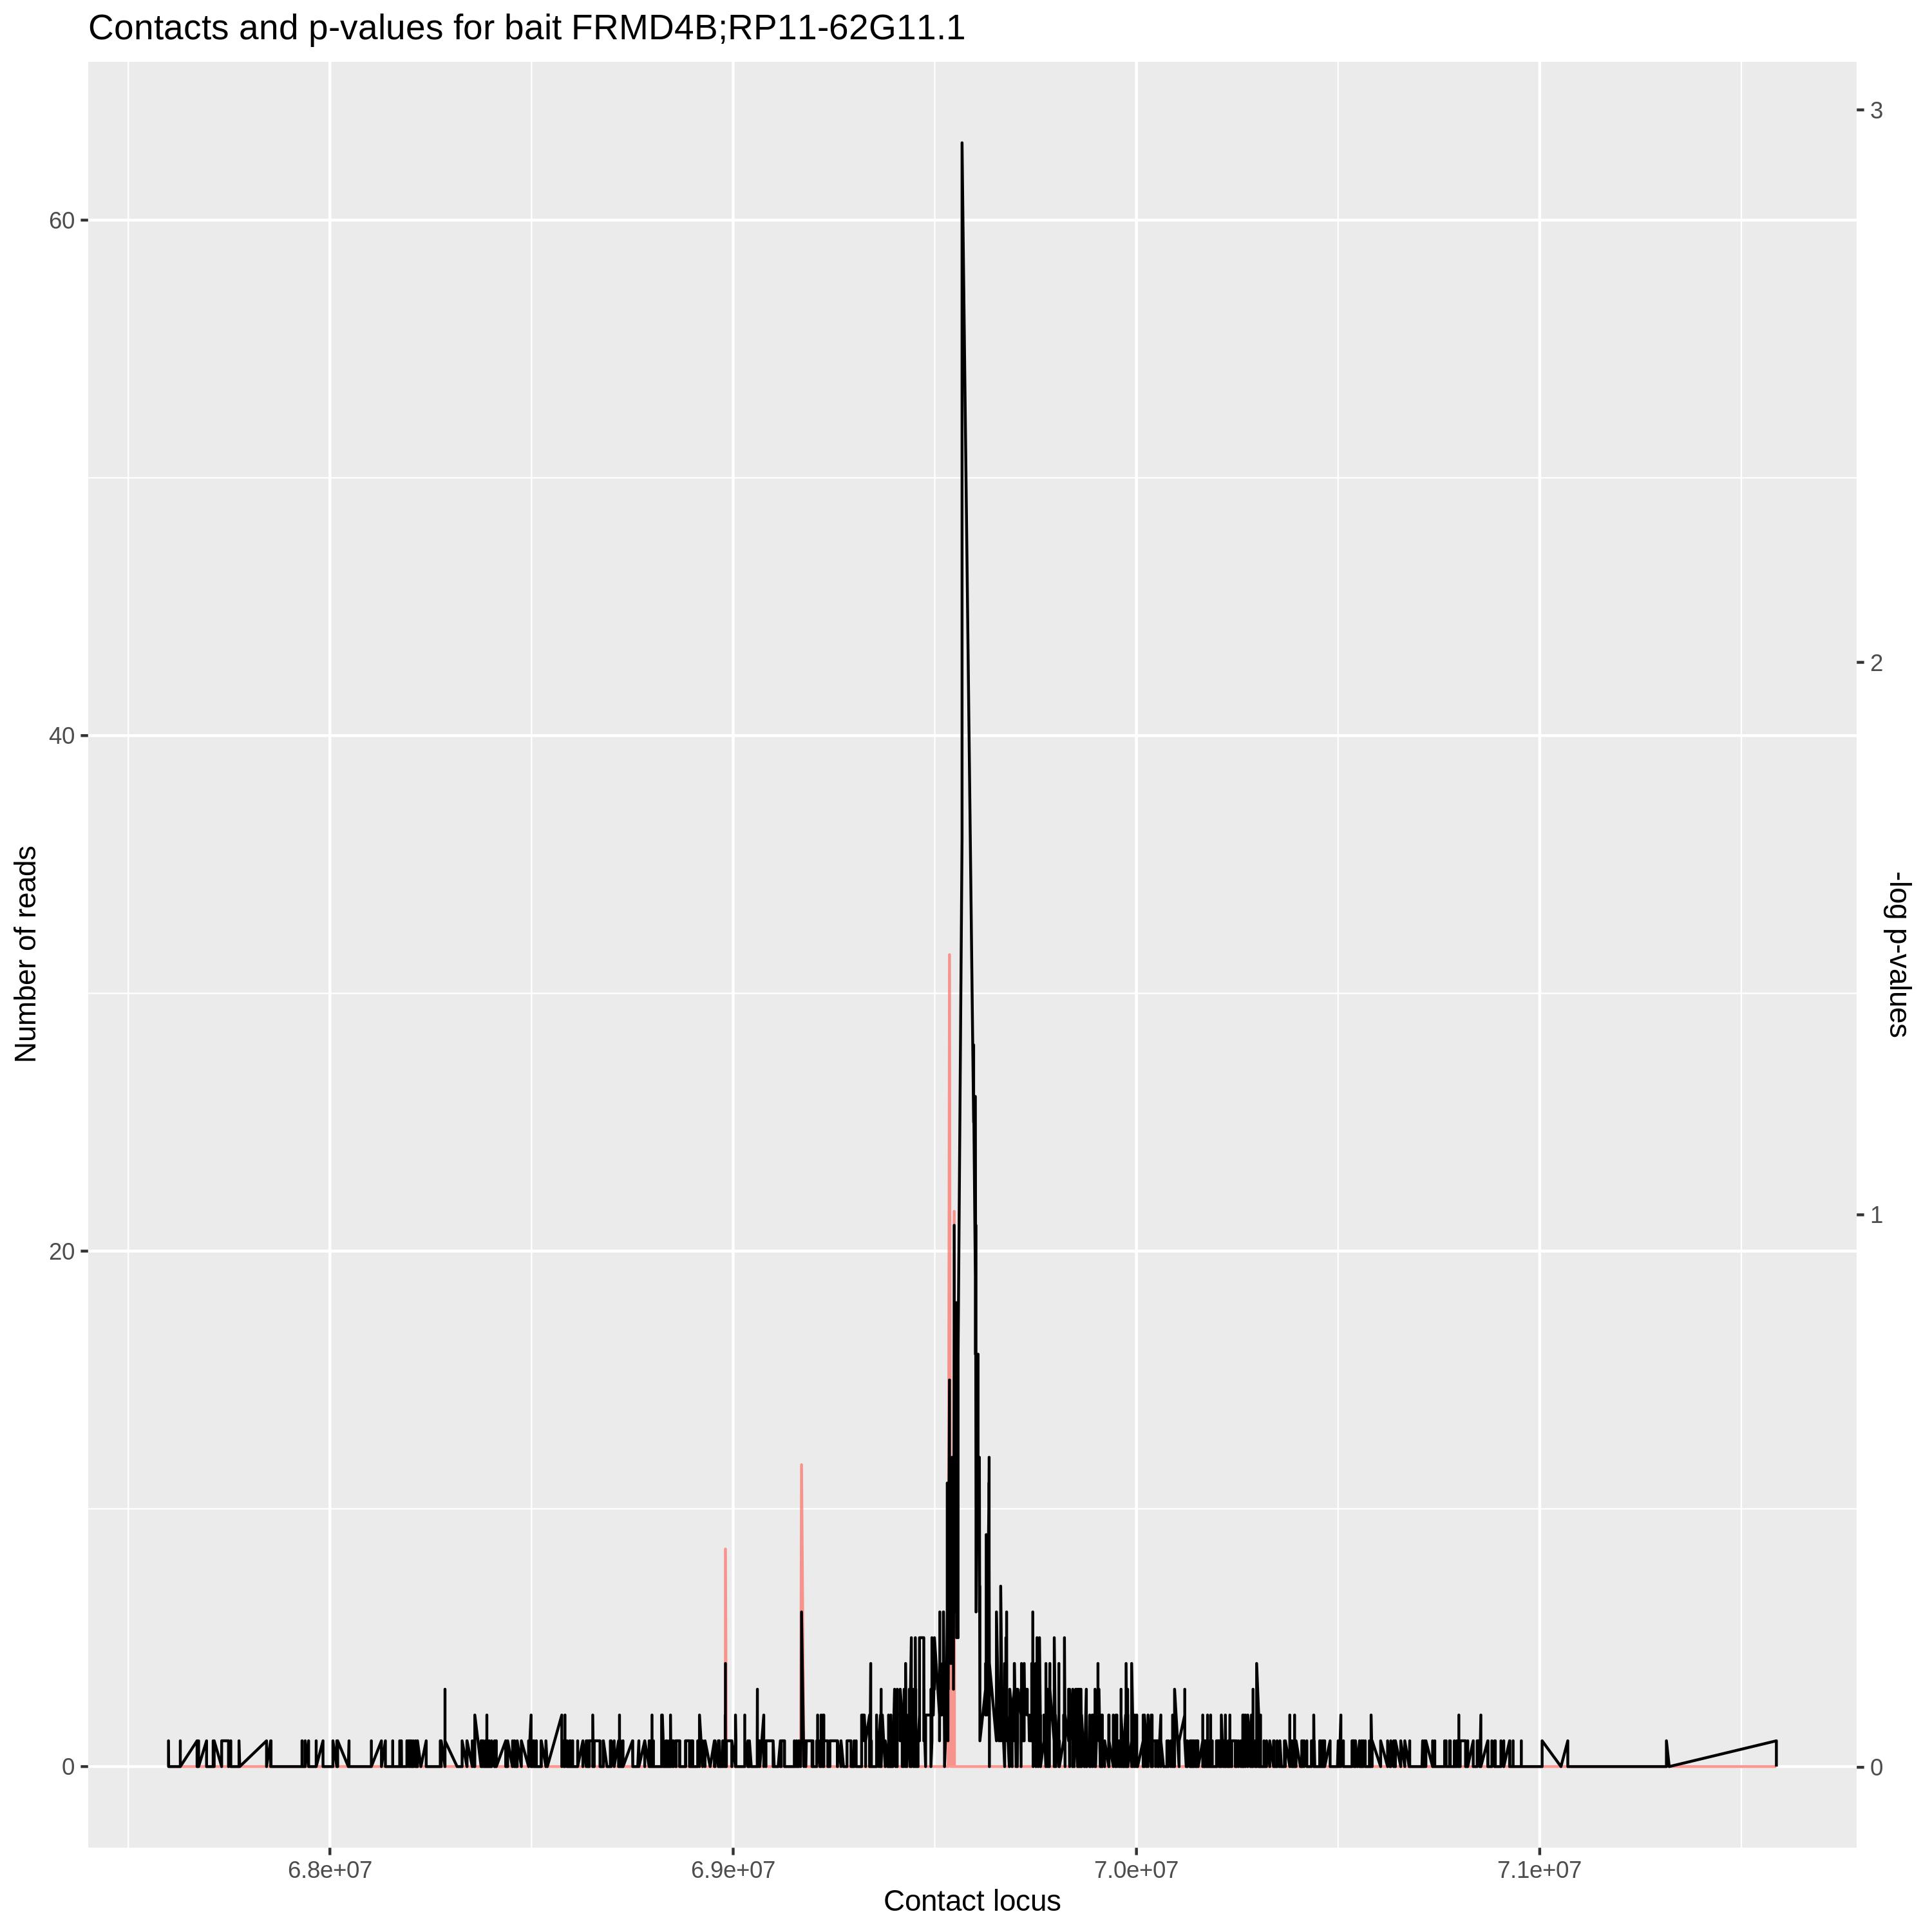 Contacts and p-values for bait FRMD4B;RP11-62G11.1
3
60
2
40
-log p-values
Number of reads
1
20
0
0
6.8e+07
6.9e+07
7.0e+07
7.1e+07
Contact locus